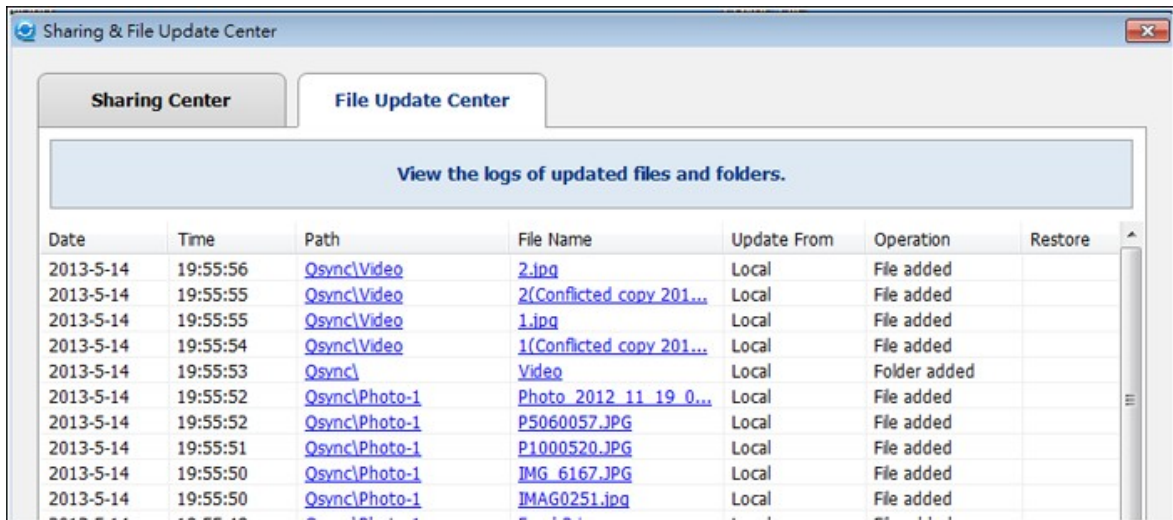 Sharing & File Update Center
Sharing Center File Update Center
View the logs of updated files and folders.
Date Time Path File Name Update From Operation Restore
2013-5-14 19:55:56 Qsync\Video 2.jpg Local File added
2013-5-14 19:55:55 Qsync\Video 2(Conflicted copy 201... Local File added
2013-5-14 19:55:55 Qsync\Video 1.jpg Local File added
2013-5-14 19:55:54 Qsync\Video 1(Conflicted copy 201... Local File added
2013-5-14 19:55:53 Qsync\ Video Local Folder added
2013-5-14 19:55:52 Qsync\Photo-1 Photo_2012_11_19_0... Local File added
2013-5-14 19:55:52 Qsync\Photo-1 P5060057.JPG Local File added
2013-5-14 19:55:51 Qsync\Photo-1 P1000520.JPG Local File added
2013-5-14 19:55:50 Qsync\Photo-1 IMG_6167.JPG Local File added
2013-5-14 19:55:50 Qsync\Photo-1 IMAG0251.jpg Local File added